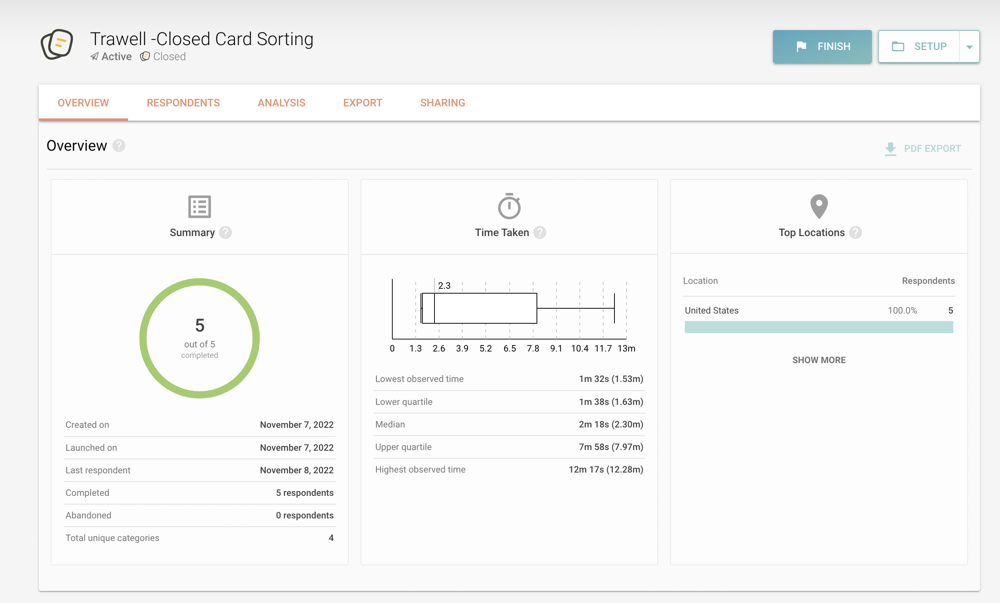 Trawell -Closed Card Sorting
Active Closed
FINISH
SETUP
OVERVIEW RESPONDENTS ANALYSIS EXPORT SHARING
Overview ?
PDF EXPORT
Summary ?
5
out of 5
completed
Created on November 7, 2022
Launched on November 7, 2022
Last respondent November 8, 2022
Completed 5 respondents
Abandoned 0 respondents
Total unique categories 4
Time Taken ?
2.3
0 1.3 2.6 3.9 5.2 6.5 7.8 9.1 10.4 11.7 13m
Lowest observed time 1m 32s (1.53m)
Lower quartile 1m 38s (1.63m)
Median 2m 18s (2.30m)
Upper quartile 7m 58s (7.97m)
Highest observed time 12m 17s (12.28m)
Top Locations ?
Location Respondents
United States 100.0% 5
SHOW MORE